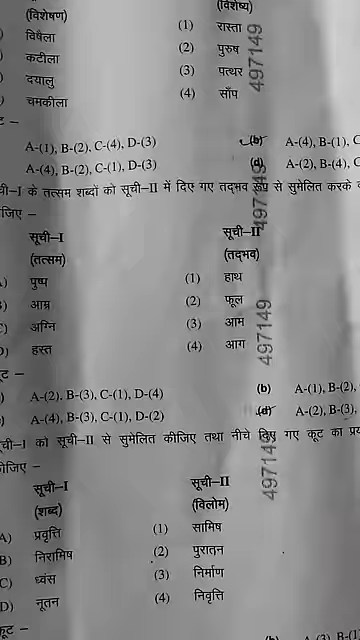 (विशेषण) (विशेष्य)
) विषैला (1) रास्ता
) कटीला (2) पुरुष
) दयालु (3) पत्थर
) चमकीला (4) साँप
ट –
A-(1), B-(2), C-(4), D-(3) (b) A-(4), B-(1), C
A-(4), B-(2), C-(1), D-(3) (d) A-(2), B-(4), C
ची–I के तत्सम शब्दों को सूची–II में दिए गए तद्भव रूप से सुमेलित करके
जिए –
सूची–I सूची–II
(तत्सम) (तद्भव)
) पुष्प (1) हाथ
) आम्र (2) फूल
) अग्नि (3) आम
) हस्त (4) आग
ूट –
) A-(2), B-(3), C-(1), D-(4) (b) A-(1), B-(2),
) A-(4), B-(3), C-(1), D-(2) (d) A-(2), B-(3),
ची–I को सूची–II से सुमेलित कीजिए तथा नीचे दिए गए कूट का प्रय
ीजिए –
सूची–I सूची–II
(शब्द) (विलोम)
A) प्रवृत्ति (1) सामिष
B) निरामिष (2) पुरातन
C) ध्वंस (3) निर्माण
D) नूतन (4) निवृत्ति
कूट –
(b) A-(3), B-(1
497149
497149
497149
497149